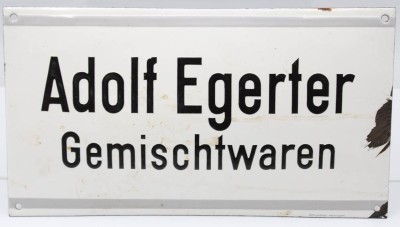 Adolf Egerter
Gemischtwaren